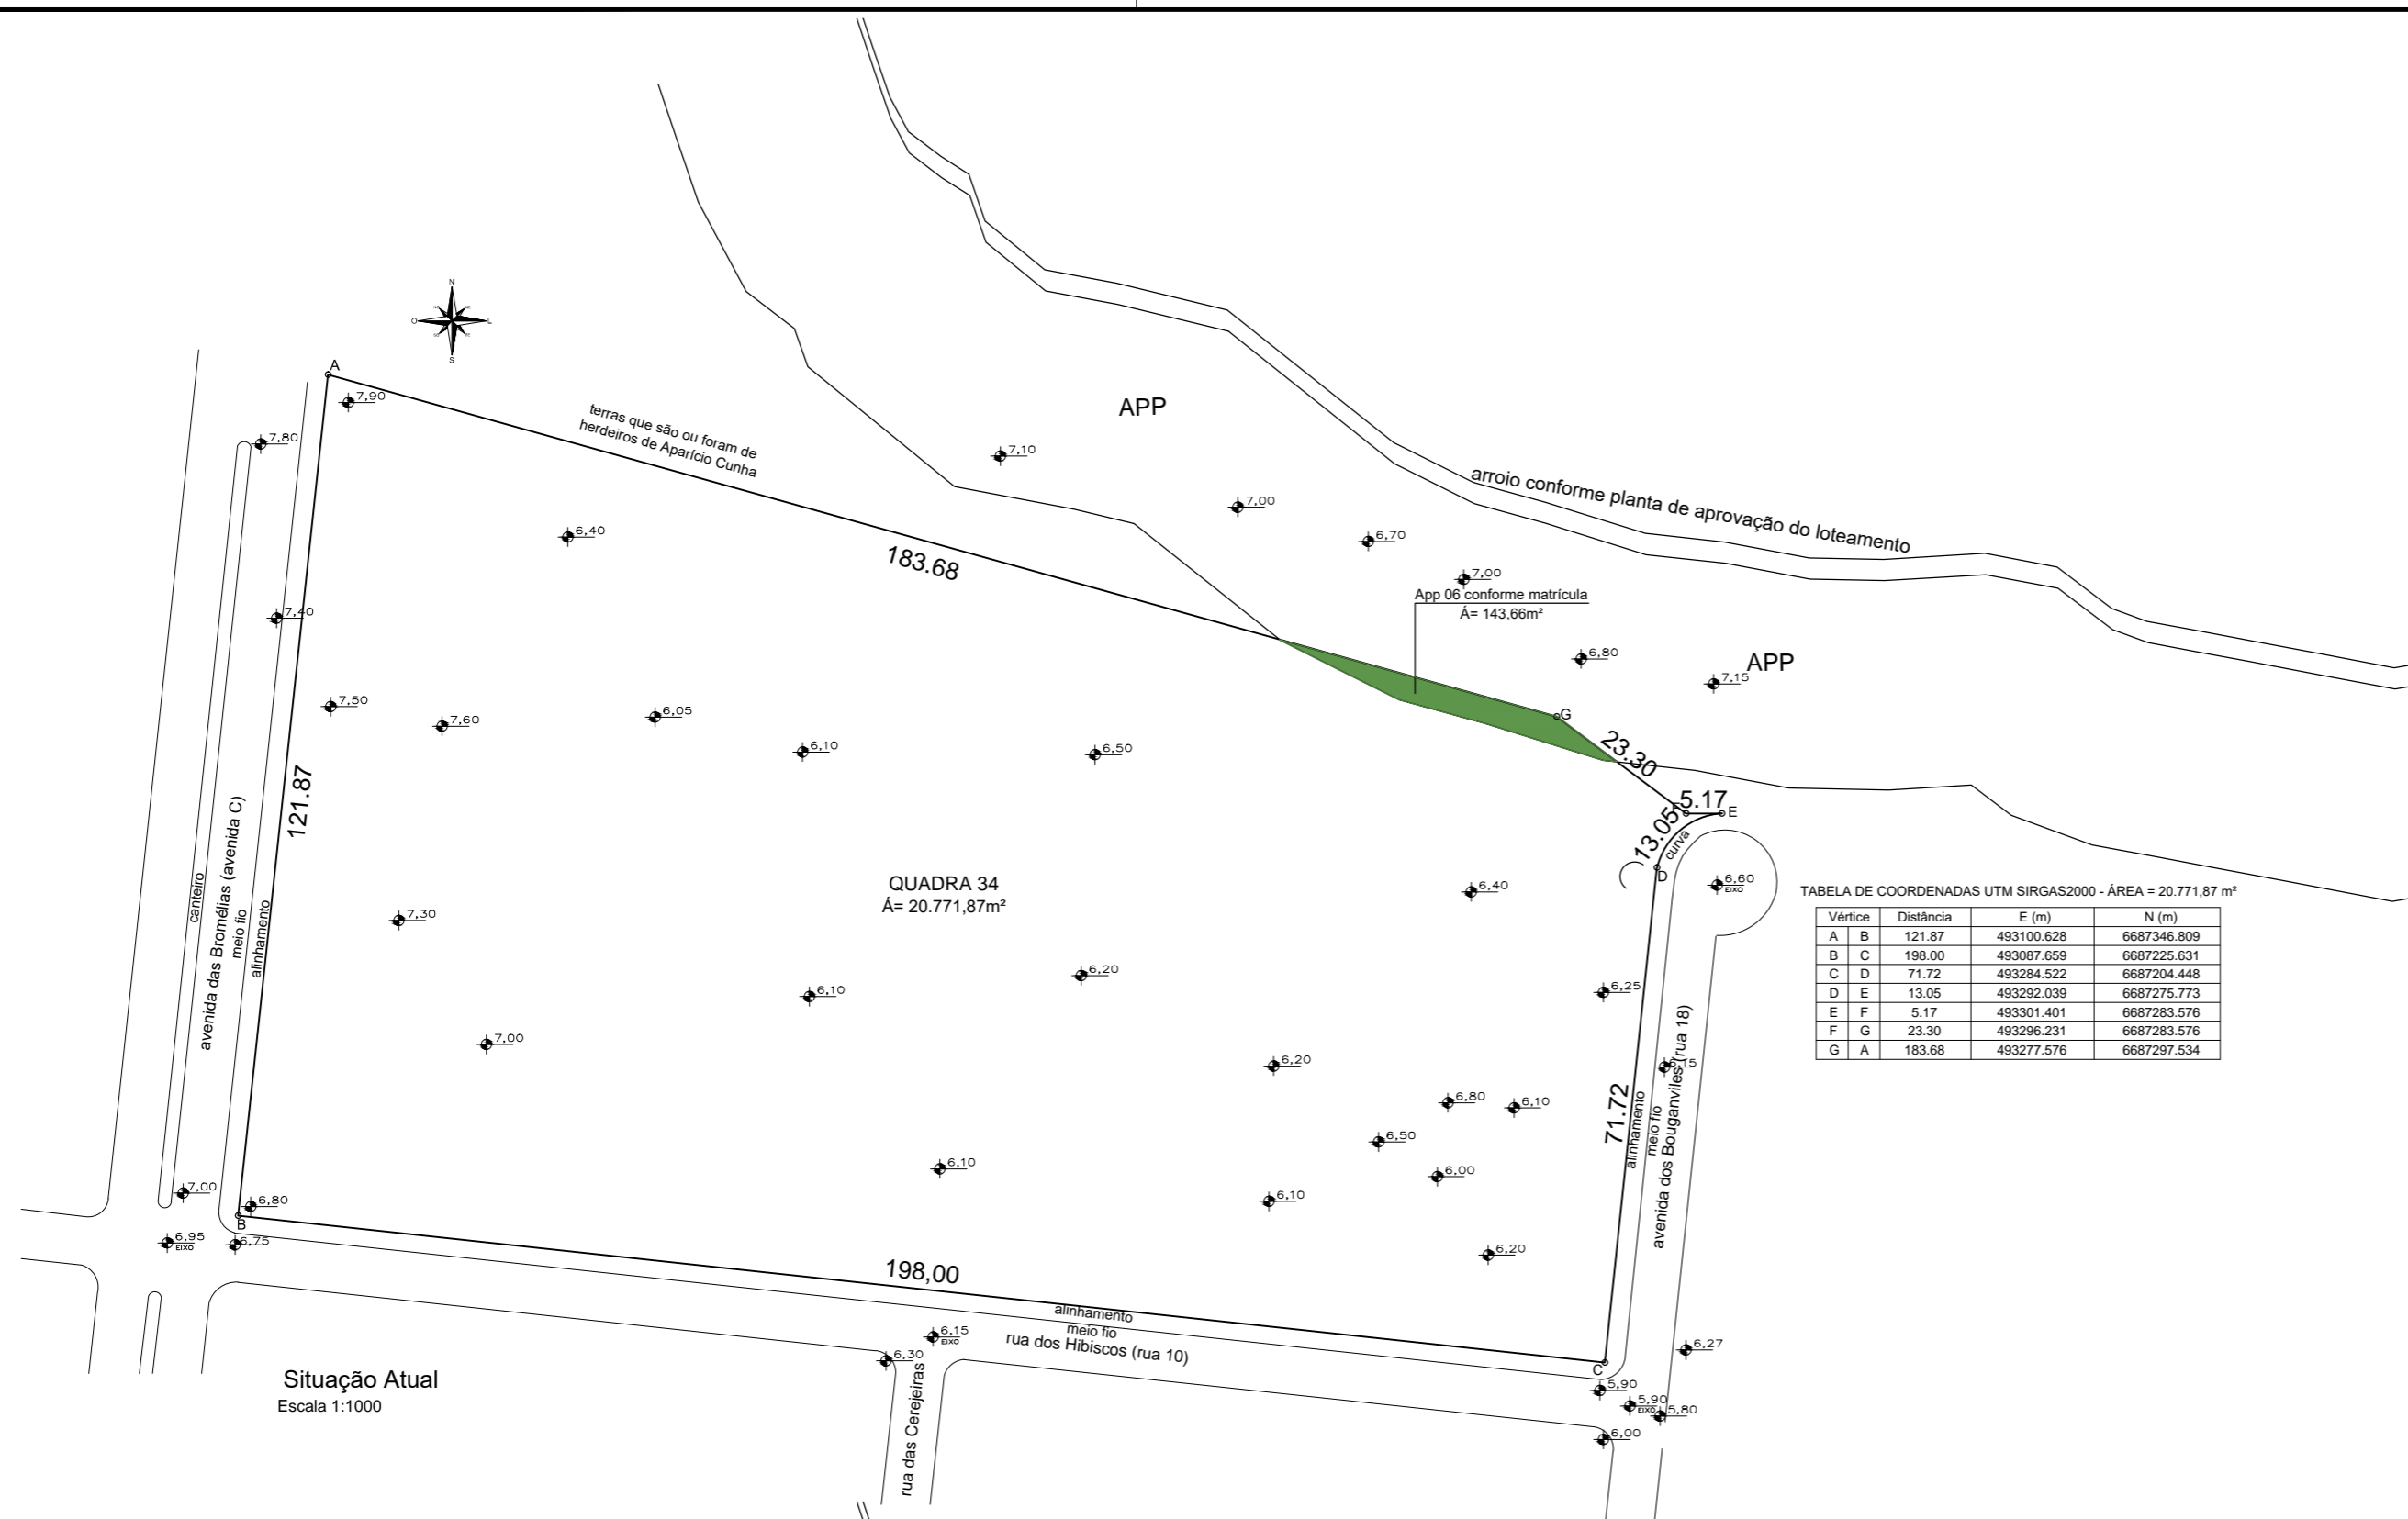 N
O
L
S
A
7,90
7,80
terras que são ou foram de
herdeiros de Aparício Cunha
APP
7,10
7,00
6,70
arroio conforme planta de aprovação do loteamento
6,40
183.68
7,00
App 06 conforme matrícula
Á= 143,66m²
7,40
6,80
APP
7,15
7,50
7,60
6,05
6,10
6,50
G
23.30
121.87
5.17
E
13.05
curva
D
canteiro
avenida das Bromélias (avenida C)
meio fio
alinhamento
QUADRA 34
Á= 20.771,87m²
6,40
6,60
EIXO
7,30
6,20
6,10
6,25
7,00
6,20
6,15
6,80
6,10
6,50
6,10
6,00
6,10
71.72
alinhamento
meio fio
avenida dos Bouganviles (rua 18)
7,00
6,80
B
6,95
EIXO
6,75
6,20
198,00
alinhamento
meio fio
rua dos Hibiscos (rua 10)
6,15
EIXO
6,30
rua das Cerejeiras
6,27
C
5,90
5,90
EIXO
5,80
6,00
Situação Atual
Escala 1:1000
TABELA DE COORDENADAS UTM SIRGAS2000 - ÁREA = 20.771,87 m²
Vértice Distância E (m) N (m)
A B 121.87 493100.628 6687346.809
B C 198.00 493087.659 6687225.631
C D 71.72 493284.522 6687204.448
D E 13.05 493292.039 6687275.773
E F 5.17 493301.401 6687283.576
F G 23.30 493296.231 6687283.576
G A 183.68 493277.576 6687297.534